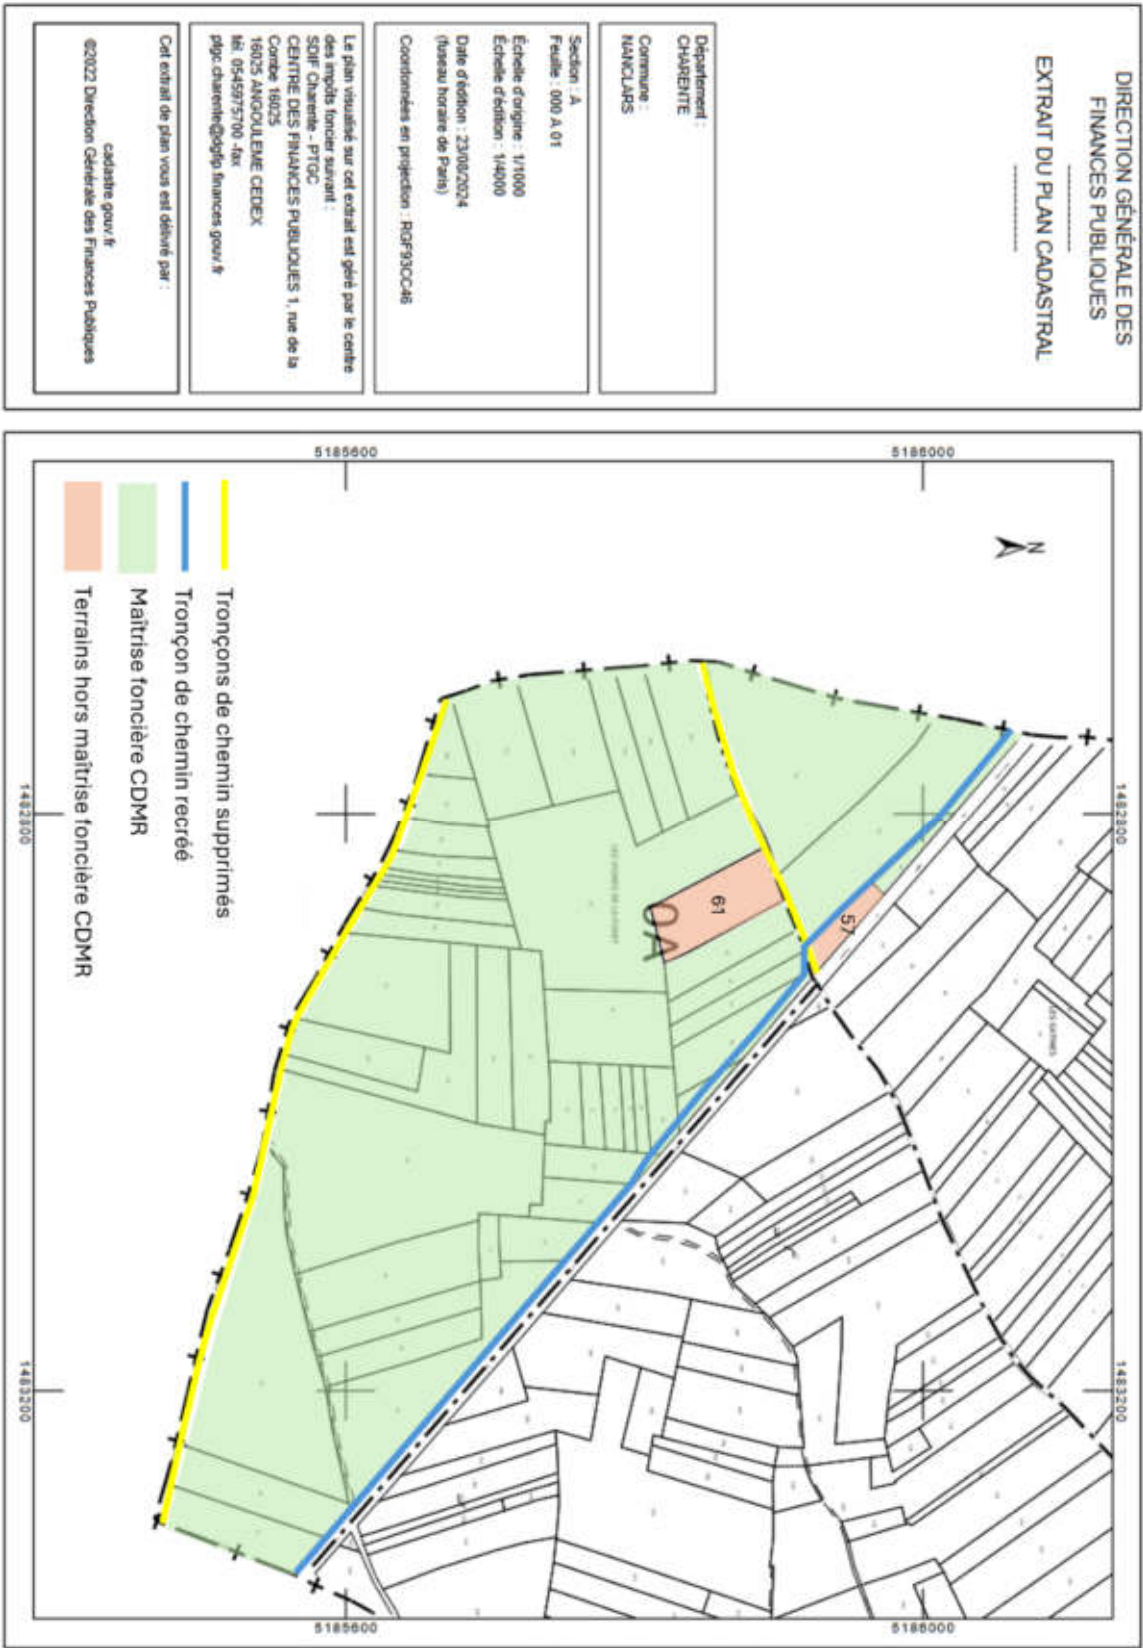 DIRECTION GÉNÉRALE DES
FINANCES PUBLIQUES
EXTRAIT DU PLAN CADASTRAL
Département :
CHARENTE
Commune :
NANCLARS
Section : A
Feuille : 000 A 01
Échelle d'origine : 1/1000
Échelle d'édition : 1/4000
Date d'édition : 23/08/2024
(fuseau horaire de Paris)
Coordonnées en projection : RGF93CC46
Le plan visualisé sur cet extrait est géré par le centre
des impôts foncier suivant :
SDIF Charente - PTGC
CENTRE DES FINANCES PUBLIQUES 1, rue de la
Combe 16025
16025 ANGOULEME CEDEX
tél. 0545975700 -fax
ptgc.charente@dgfip.finances.gouv.fr
Cet extrait de plan vous est délivré par :
cadastre.gouv.fr
©2022 Direction Générale des Finances Publiques
5185600
5186000
N
1482800
1482800
61
57
0A
1483200
1483200
5185600
5186000
Tronçons de chemin supprimés
Tronçon de chemin recréé
Maîtrise foncière CDMR
Terrains hors maîtrise foncière CDMR